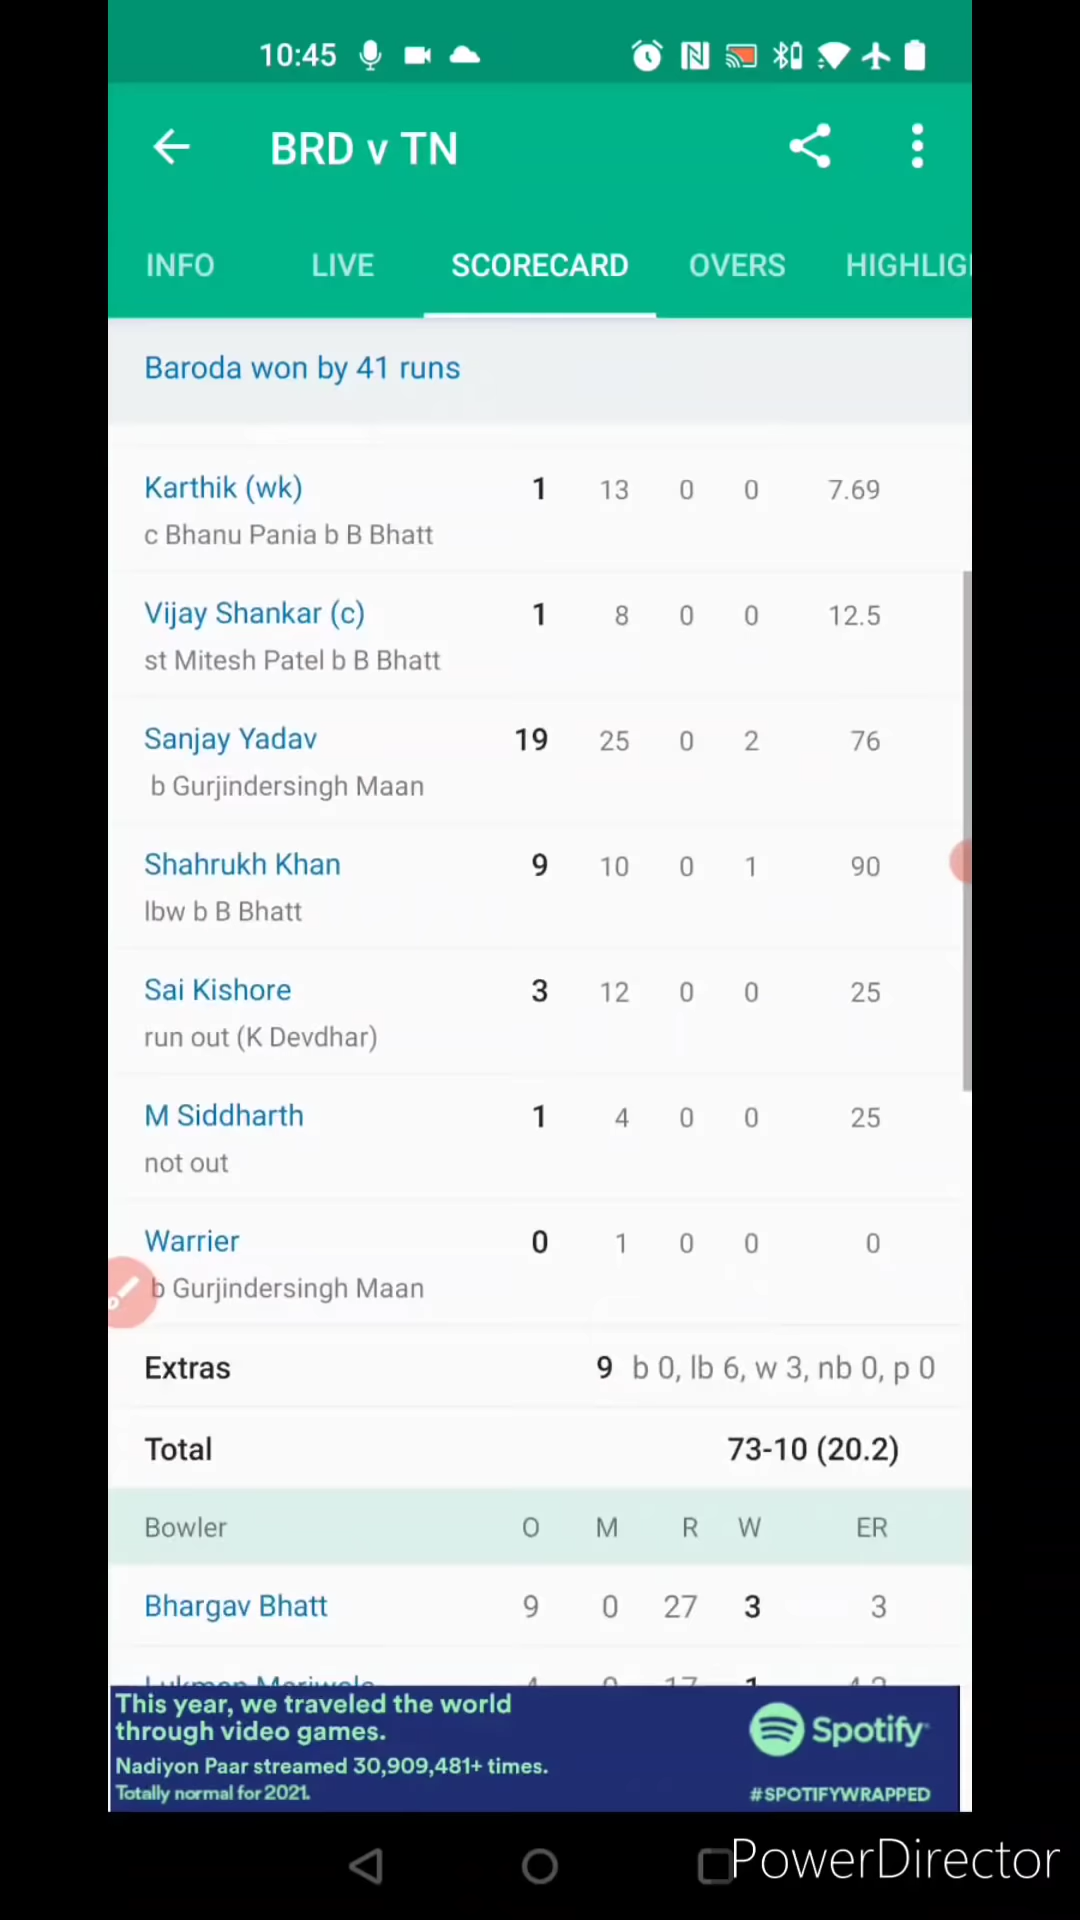 10:45
BRD v TN
INFO LIVE SCORECARD OVERS HIGHLIG
Baroda won by 41 runs
Karthik (wk) 1 13 0 0 7.69
c Bhanu Pania b B Bhatt
Vijay Shankar (c) 1 8 0 0 12.5
st Mitesh Patel b B Bhatt
Sanjay Yadav 19 25 0 2 76
b Gurjindersingh Maan
Shahrukh Khan 9 10 0 1 90
lbw b B Bhatt
Sai Kishore 3 12 0 0 25
run out (K Devdhar)
M Siddharth 1 4 0 0 25
not out
Warrier 0 1 0 0 0
b Gurjindersingh Maan
Extras 9 b 0, lb 6, w 3, nb 0, p 0
Total 73-10 (20.2)
Bowler O M R W ER
Bhargav Bhatt 9 0 27 3 3
This year, we traveled the world
through video games.
Nadiyon Paar streamed 30,909,481+ times.
Totally normal for 2021.
Spotify
#SPOTIFYWRAPPED
PowerDirector